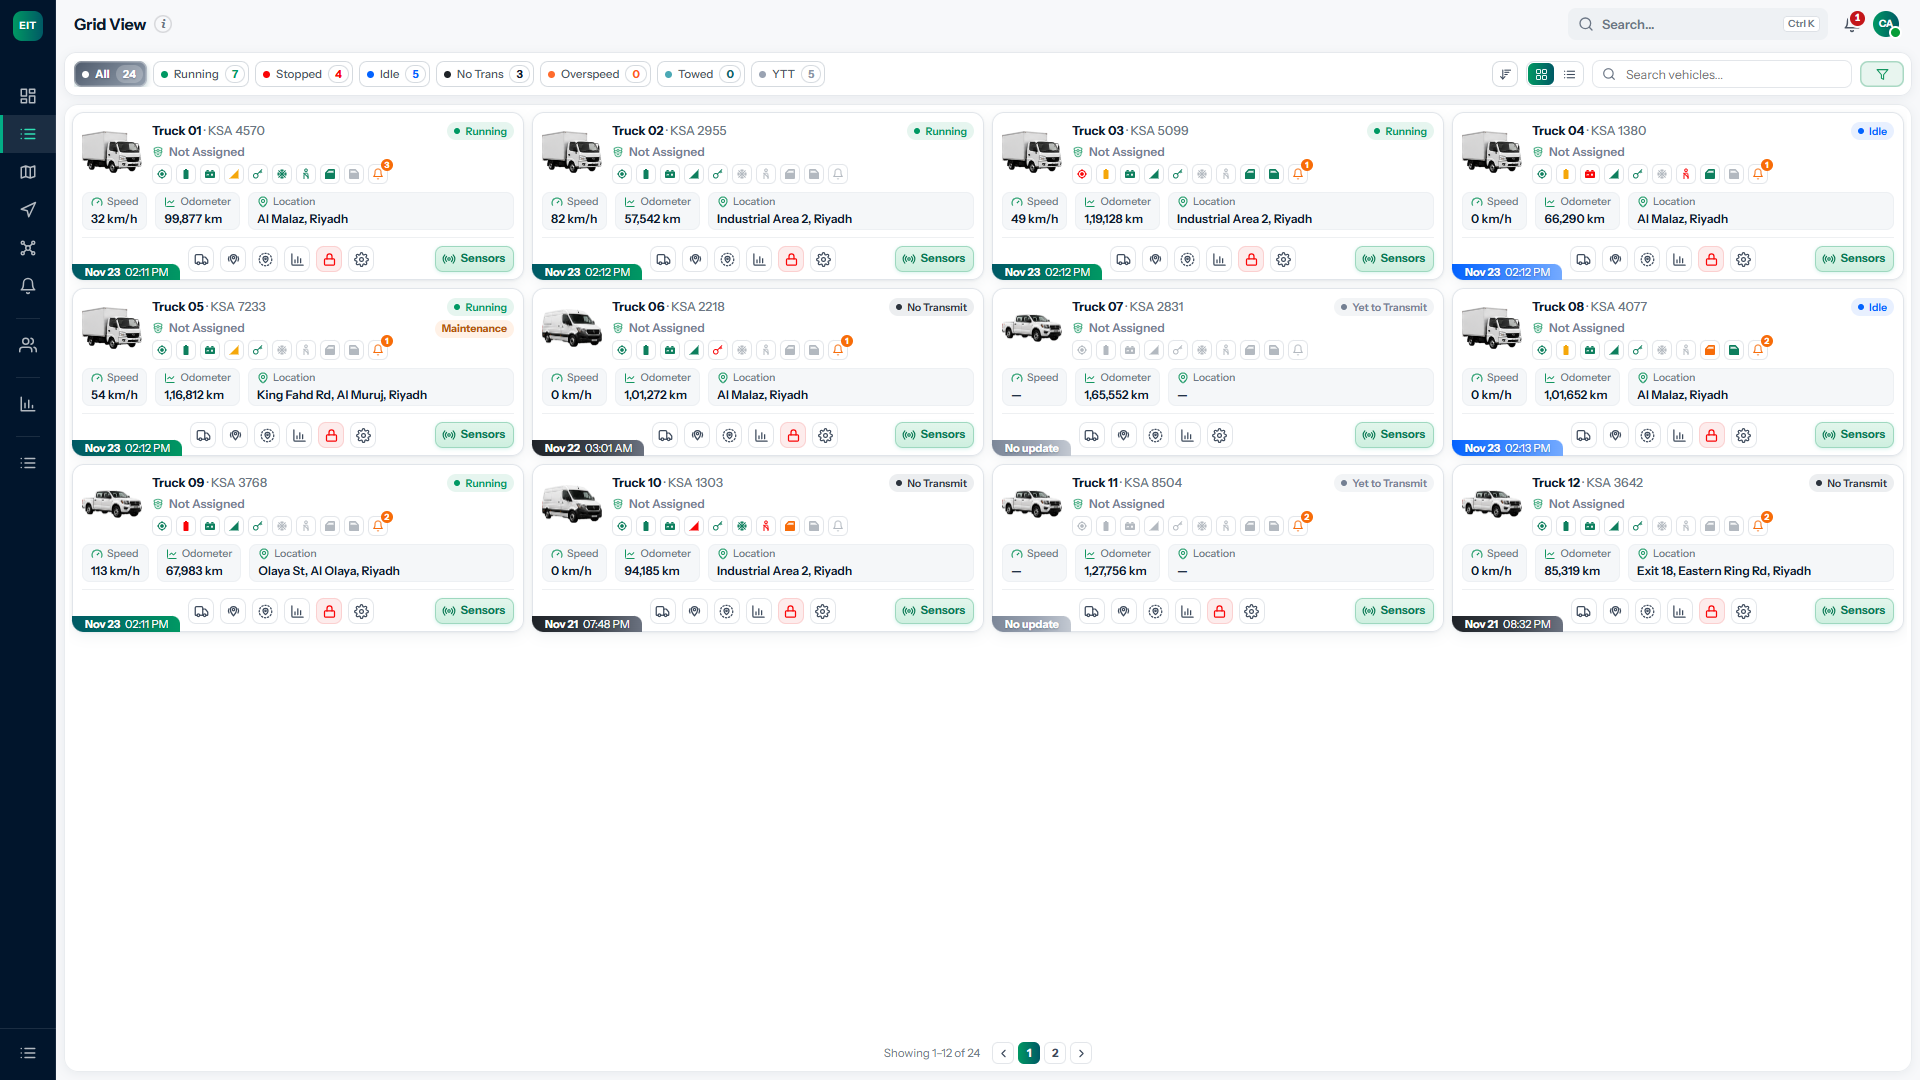 EIT
Grid View
Search...
Ctrl K
1
CA
All 24
Running 7
Stopped 4
Idle 5
No Trans 3
Overspeed 0
Towed 0
YTT 5
Search vehicles...
Truck 01 · KSA 4570
Running
Not Assigned
3
Speed
32 km/h
Odometer
99,877 km
Location
Al Malaz, Riyadh
Nov 23 02:11 PM
Sensors
Truck 02 · KSA 2955
Running
Not Assigned
Speed
82 km/h
Odometer
57,542 km
Location
Industrial Area 2, Riyadh
Nov 23 02:12 PM
Sensors
Truck 03 · KSA 5099
Running
Not Assigned
1
Speed
49 km/h
Odometer
1,19,128 km
Location
Industrial Area 2, Riyadh
Nov 23 02:12 PM
Sensors
Truck 04 · KSA 1380
Idle
Not Assigned
1
Speed
0 km/h
Odometer
66,290 km
Location
Al Malaz, Riyadh
Nov 23 02:12 PM
Sensors
Truck 05 · KSA 7233
Running
Not Assigned
Maintenance
1
Speed
54 km/h
Odometer
1,16,812 km
Location
King Fahd Rd, Al Muruj, Riyadh
Nov 23 02:12 PM
Sensors
Truck 06 · KSA 2218
No Transmit
Not Assigned
1
Speed
0 km/h
Odometer
1,01,272 km
Location
Al Malaz, Riyadh
Nov 22 03:01 AM
Sensors
Truck 07 · KSA 2831
Yet to Transmit
Not Assigned
Speed
—
Odometer
1,65,552 km
Location
—
No update
Sensors
Truck 08 · KSA 4077
Idle
Not Assigned
2
Speed
0 km/h
Odometer
1,01,652 km
Location
Al Malaz, Riyadh
Nov 23 02:13 PM
Sensors
Truck 09 · KSA 3768
Running
Not Assigned
2
Speed
113 km/h
Odometer
67,983 km
Location
Olaya St, Al Olaya, Riyadh
Nov 23 02:11 PM
Sensors
Truck 10 · KSA 1303
No Transmit
Not Assigned
Speed
0 km/h
Odometer
94,185 km
Location
Industrial Area 2, Riyadh
Nov 21 07:48 PM
Sensors
Truck 11 · KSA 8504
Yet to Transmit
Not Assigned
2
Speed
—
Odometer
1,27,756 km
Location
—
No update
Sensors
Truck 12 · KSA 3642
No Transmit
Not Assigned
2
Speed
0 km/h
Odometer
85,319 km
Location
Exit 18, Eastern Ring Rd, Riyadh
Nov 21 08:32 PM
Sensors
Showing 1–12 of 24
1
2